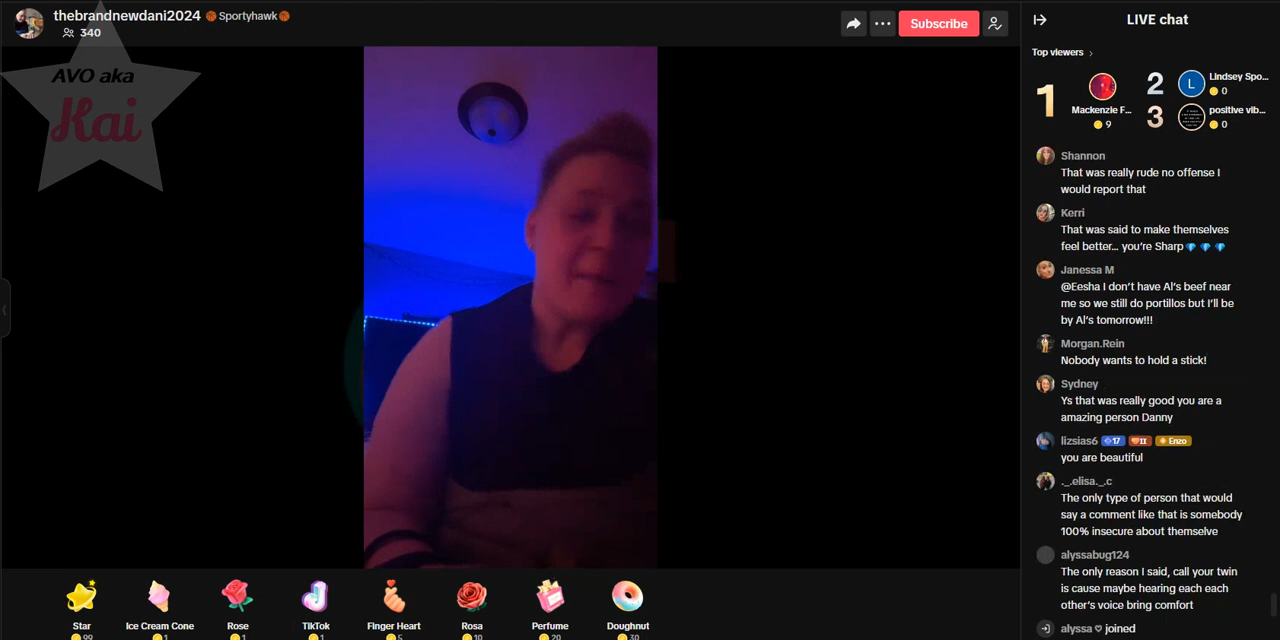 thebrandnewdani2024 🏀 Sportyhawk🏀
340
Subscribe
LIVE chat
AVO aka
Kai
Top viewers
1
Mackenzie F...
9
2
L
Lindsey Spo...
0
3
positive vib...
0
Shannon
That was really rude no offense I
would report that
Kerri
That was said to make themselves
feel better... you're Sharp💎 💎 💎
Janessa M
@Eesha I don't have Al's beef near
me so we still do portillos but I'll be
by Al's tomorrow!!!
Morgan.Rein
Nobody wants to hold a stick!
Sydney
Ys that was really good you are a
amazing person Danny
lizsias6 17 II Enzo
you are beautiful
._.elisa._.c
The only type of person that would
say a comment like that is somebody
100% insecure about themselve
alyssabug124
The only reason I said, call your twin
is cause maybe hearing each each
other's voice bring comfort
alyssa ♡ joined
Star
99
Ice Cream Cone
1
Rose
1
TikTok
1
Finger Heart
5
Rosa
10
Perfume
20
Doughnut
30